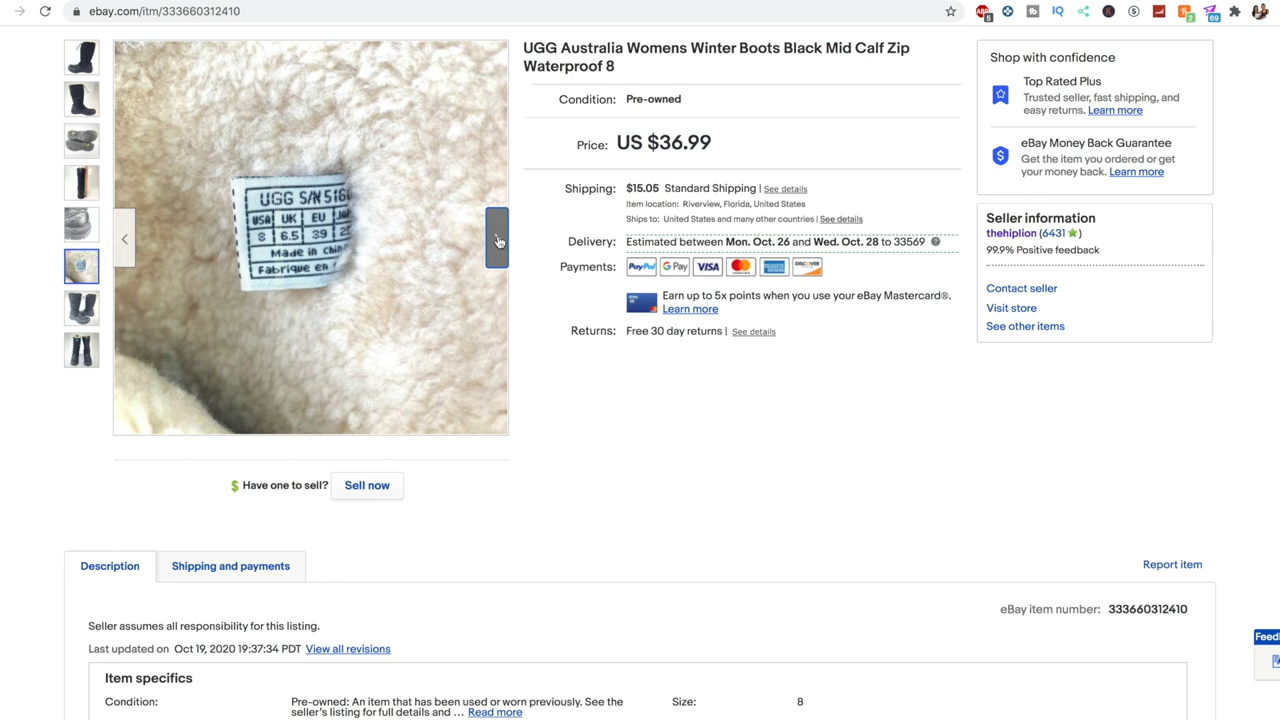 ebay.com/itm/333660312410
ABP
5
IQ
2
69
UGG Australia Womens Winter Boots Black Mid Calf Zip
Waterproof 8
Condition: Pre-owned
Price: US $36.99
Shipping: $15.05 Standard Shipping | See details
Item location: Riverview, Florida, United States
Ships to: United States and many other countries | See details
Delivery: Estimated between Mon. Oct. 26 and Wed. Oct. 28 to 33569
Payments: PayPal G Pay VISA DISCOVER
Earn up to 5x points when you use your eBay Mastercard®.
Learn more
Returns: Free 30 day returns | See details
Shop with confidence
Top Rated Plus
Trusted seller, fast shipping, and
easy returns. Learn more
eBay Money Back Guarantee
Get the item you ordered or get
your money back. Learn more
Seller information
thehiplion (6431)
99.9% Positive feedback
Contact seller
Visit store
See other items
UGG S/N 516
USA UK EU
8 6.5 39
Made in
Fabrique en
Have one to sell? Sell now
Description
Shipping and payments
Report item
eBay item number: 333660312410
Seller assumes all responsibility for this listing.
Last updated on Oct 19, 2020 19:37:34 PDT View all revisions
Item specifics
Condition: Pre-owned: An item that has been used or worn previously. See the
seller's listing for full details and ... Read more
Size: 8